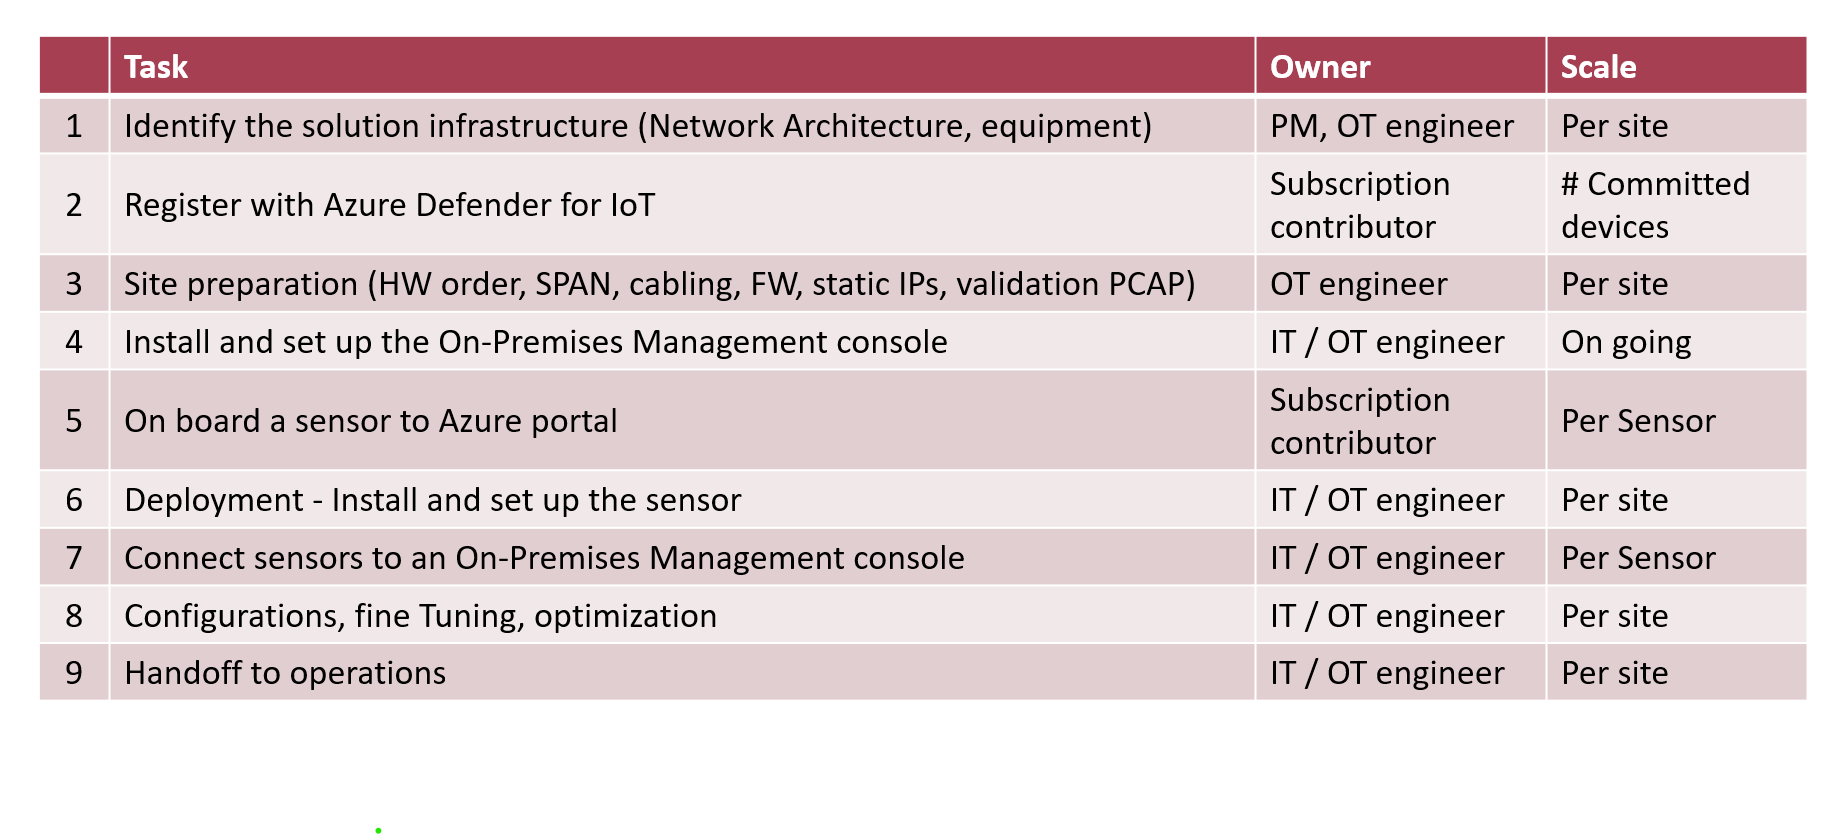 Task Owner Scale
1 Identify the solution infrastructure (Network Architecture, equipment) PM, OT engineer Per site
2 Register with Azure Defender for IoT Subscription contributor # Committed devices
3 Site preparation (HW order, SPAN, cabling, FW, static IPs, validation PCAP) OT engineer Per site
4 Install and set up the On-Premises Management console IT / OT engineer On going
5 On board a sensor to Azure portal Subscription contributor Per Sensor
6 Deployment - Install and set up the sensor IT / OT engineer Per site
7 Connect sensors to an On-Premises Management console IT / OT engineer Per Sensor
8 Configurations, fine Tuning, optimization IT / OT engineer Per site
9 Handoff to operations IT / OT engineer Per site